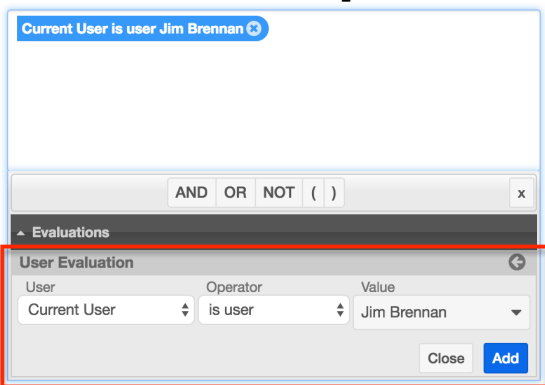 Current User is user Jim Brennan
AND OR NOT ( ) x
Evaluations
User Evaluation
User Operator Value
Current User is user Jim Brennan
Close Add